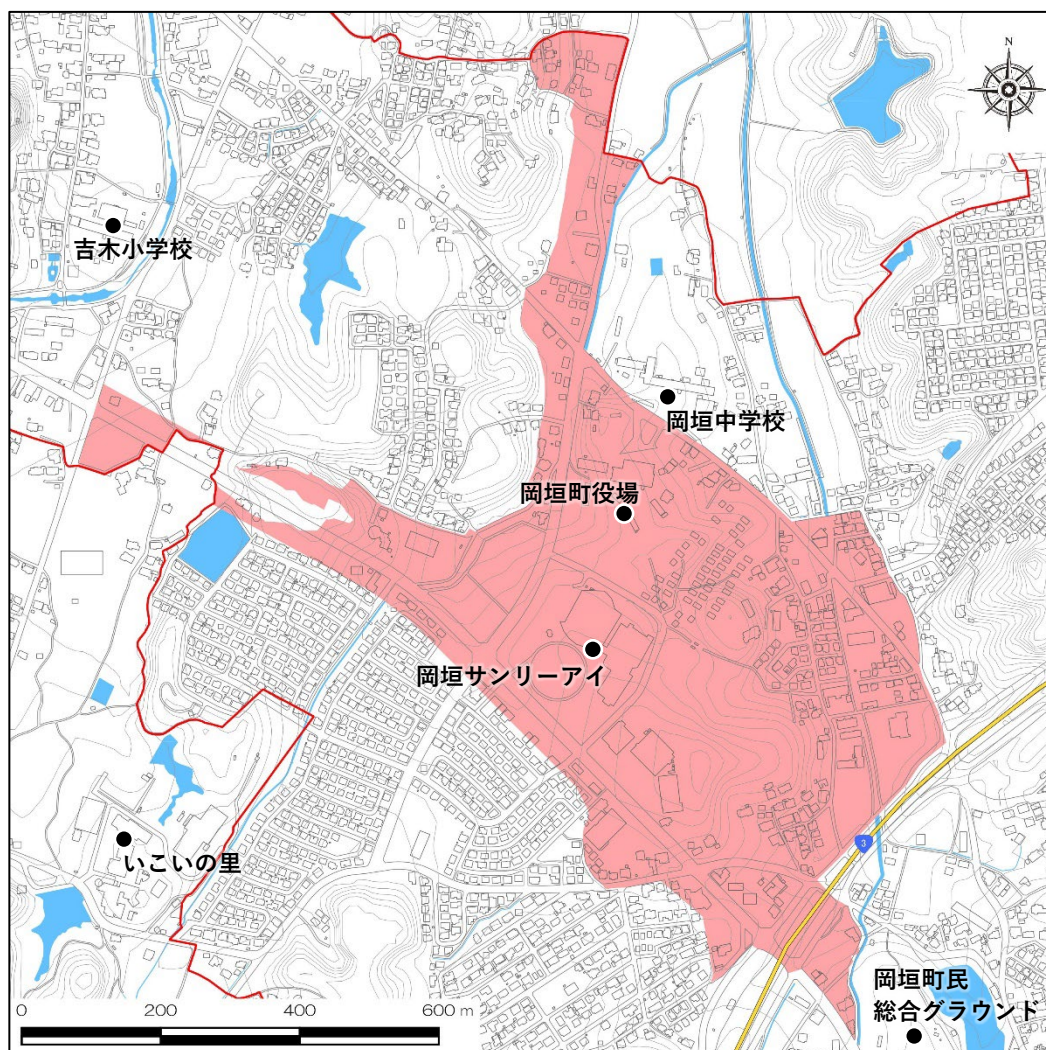 N
吉木小学校
岡垣中学校
岡垣町役場
岡垣サンリーアイ
3
いこいの里
岡垣町民
総合グラウンド
0 200 400 600 m